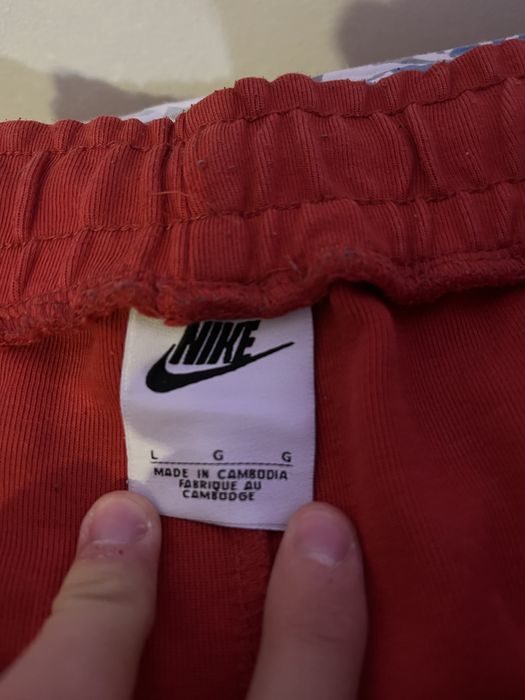 NIKE
L G G
MADE IN CAMBODIA
FABRIQUE AU
CAMBODGE